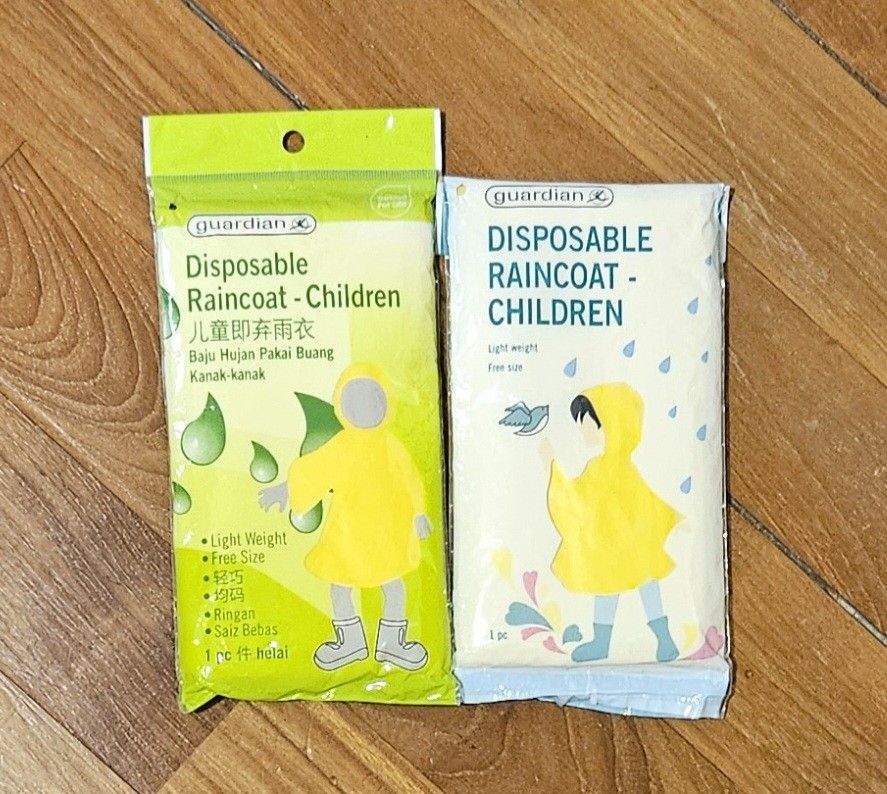 guardian
Disposable
Raincoat - Children
儿童即弃雨衣
Baju Hujan Pakai Buang
Kanak-kanak
• Light Weight
• Free Size
• 轻巧
• 均码
• Ringan
• Saiz Bebas
1 pc 件 helai
guardian
DISPOSABLE
RAINCOAT -
CHILDREN
Light weight
Free size
1 pc